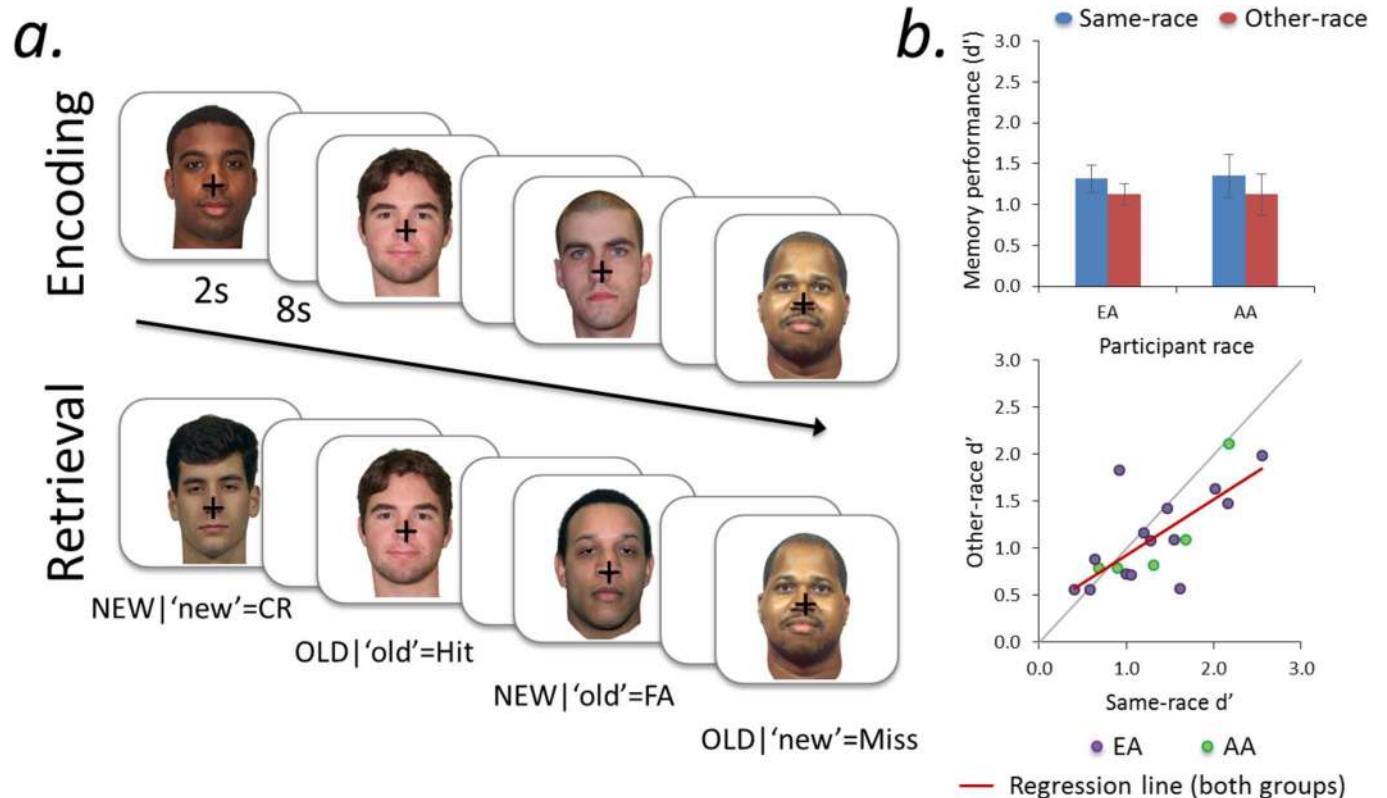 a.
Encoding
2s
8s
Retrieval
NEW|‘new’=CR
OLD|‘old’=Hit
NEW|‘old’=FA
OLD|‘new’=Miss
b.
Same-race Other-race
Memory performance (d')
3.0
2.5
2.0
1.5
1.0
0.5
0.0
EA AA
Participant race
Other-race d’
3.0
2.5
2.0
1.5
1.0
0.5
0.0
0.0 1.0 2.0 3.0
Same-race d’
EA AA
Regression line (both groups)